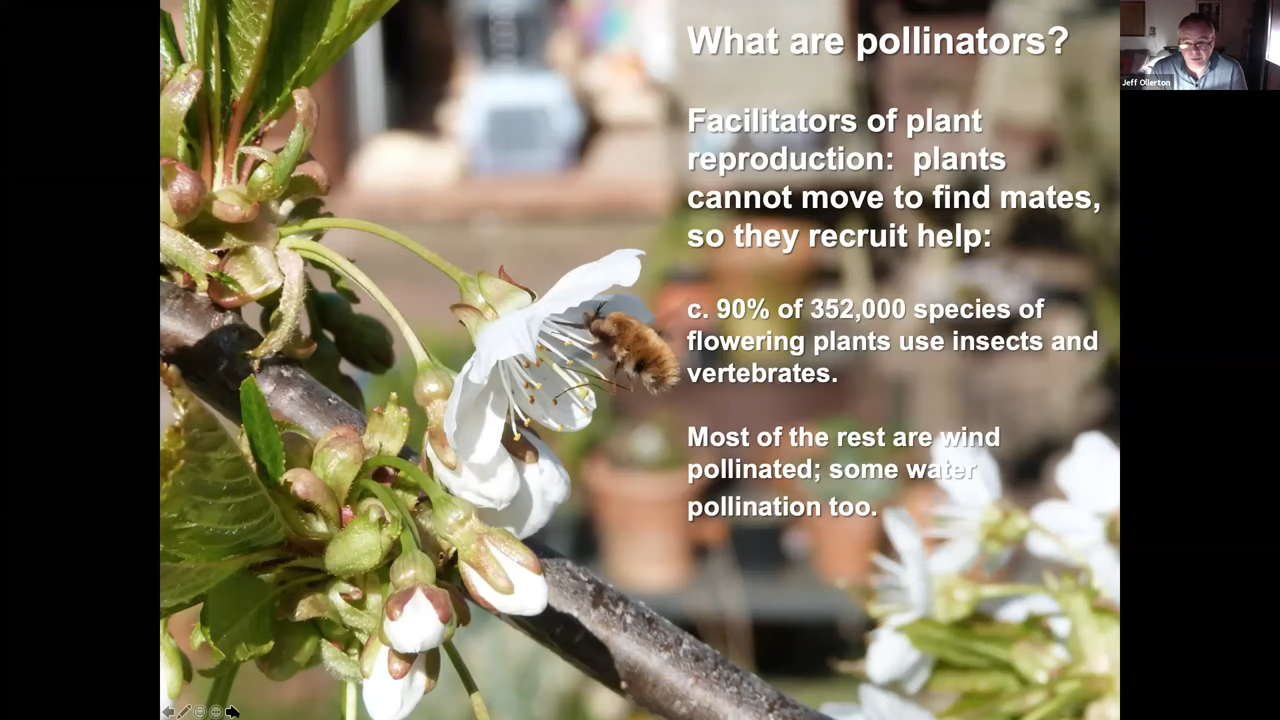 What are pollinators?
Facilitators of plant
reproduction:  plants
cannot move to find mates,
so they recruit help:
c. 90% of 352,000 species of
flowering plants use insects and
vertebrates.
Most of the rest are wind
pollinated; some water
pollination too.
Jeff Ollerton